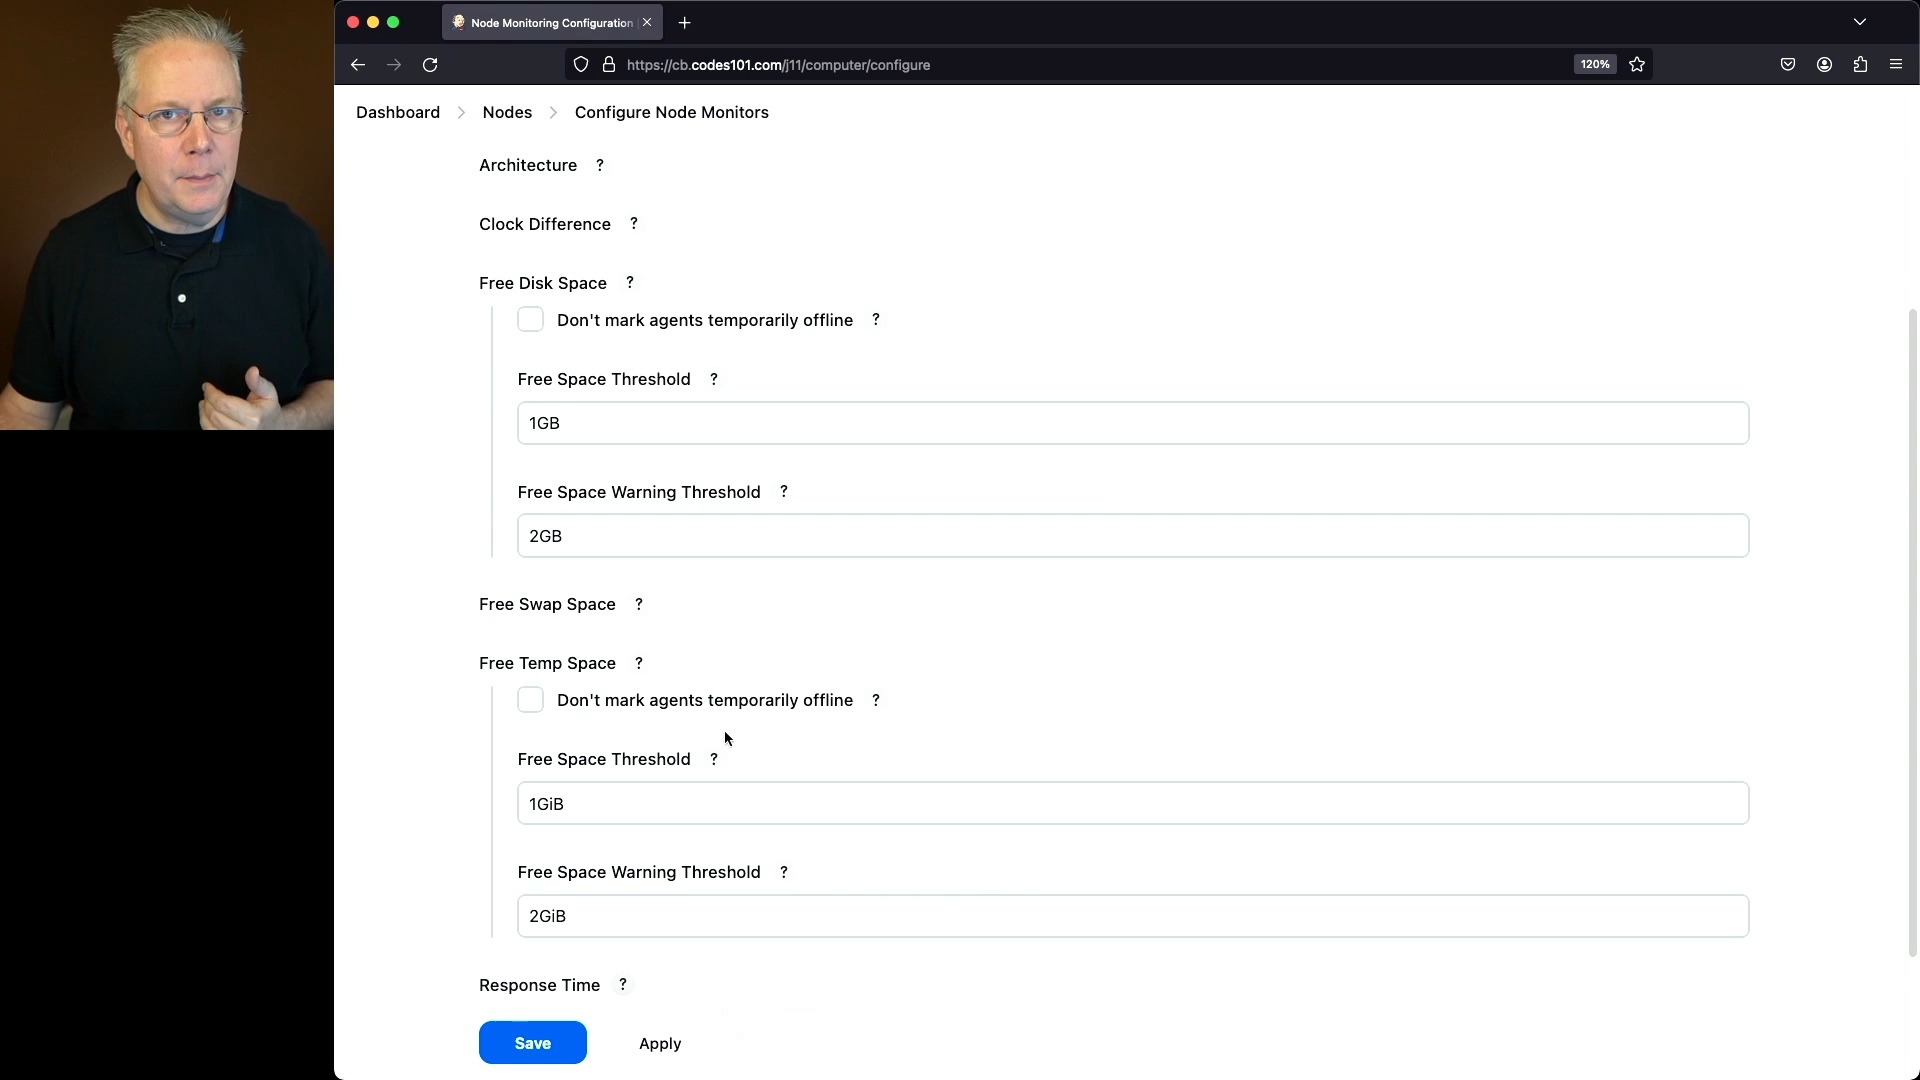 Node Monitoring Configuration
https://cb.codes101.com/j11/computer/configure
120%
Dashboard > Nodes > Configure Node Monitors
Architecture ?
Clock Difference ?
Free Disk Space ?
Don't mark agents temporarily offline ?
Free Space Threshold ?
1GB
Free Space Warning Threshold ?
2GB
Free Swap Space ?
Free Temp Space ?
Don't mark agents temporarily offline ?
Free Space Threshold ?
1GiB
Free Space Warning Threshold ?
2GiB
Response Time ?
Save Apply